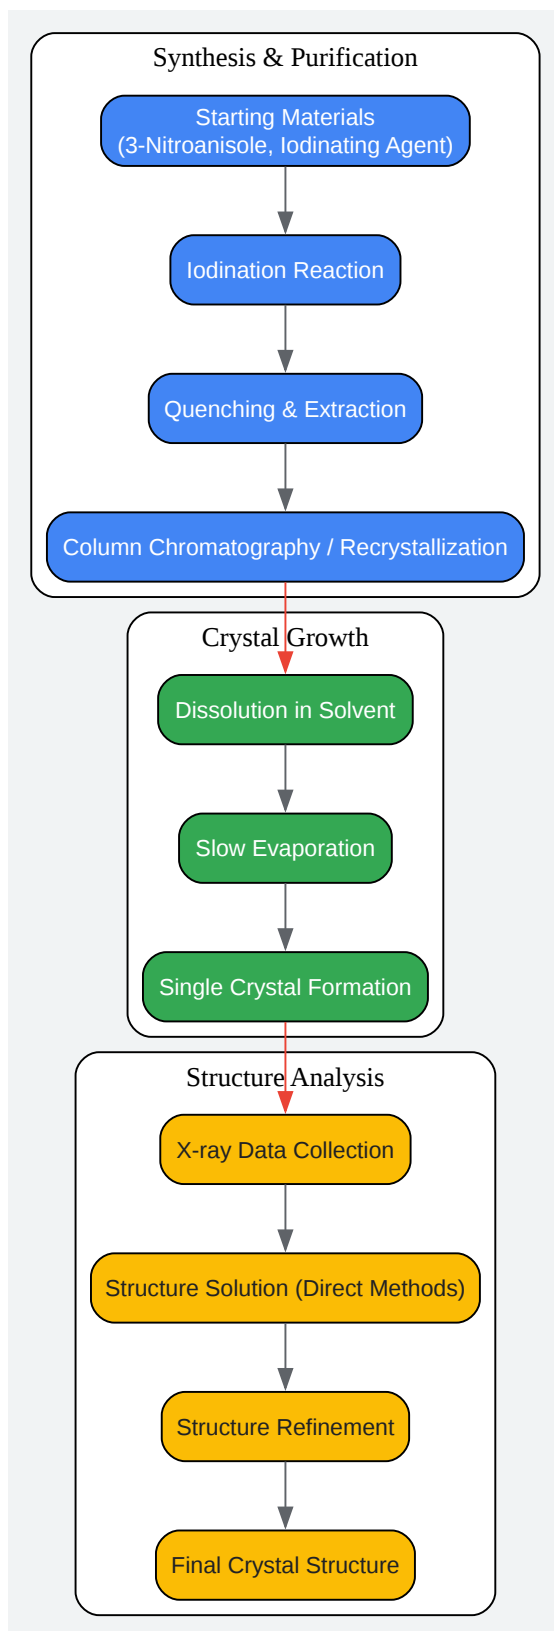 Synthesis & Purification
Starting Materials
(3-Nitroanisole, Iodinating Agent)
Iodination Reaction
Quenching & Extraction
Column Chromatography / Recrystallization
Crystal Growth
Dissolution in Solvent
Slow Evaporation
Single Crystal Formation
Structure Analysis
X-ray Data Collection
Structure Solution (Direct Methods)
Structure Refinement
Final Crystal Structure